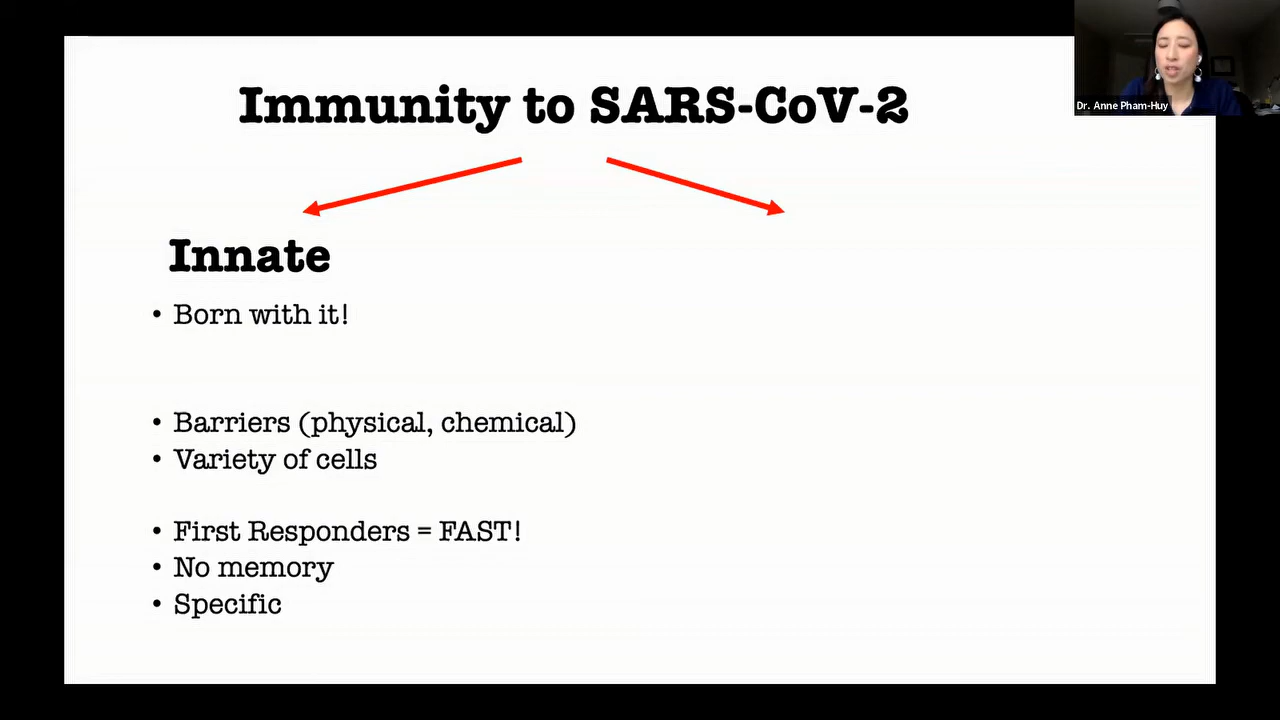 Immunity to SARS-CoV-2
Dr. Anne Pham-Huy
Innate
• Born with it!
• Barriers (physical, chemical)
• Variety of cells
• First Responders = FAST!
• No memory
• Specific